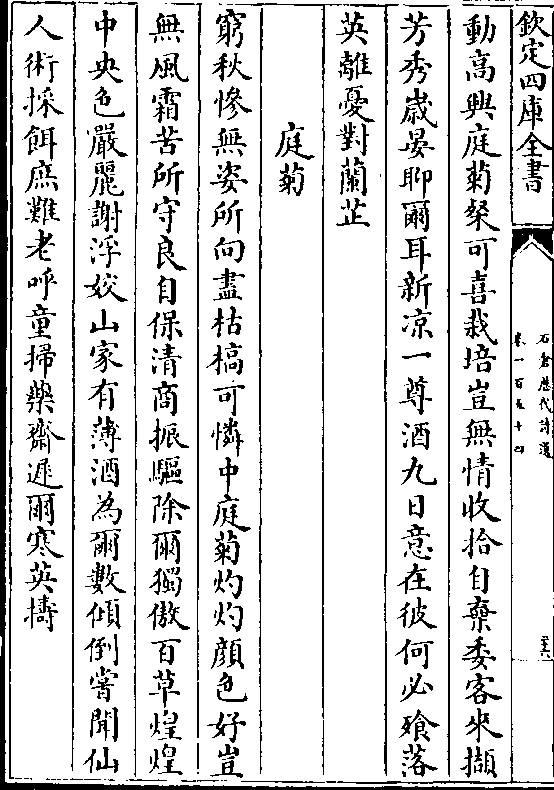 欽定四庫全書
石倉歷代詩選
卷一百五十四
動高興庭菊粲可喜栽培豈無情收拾自棄委客來擷
芳秀歲晏聊爾耳新凉一尊酒九日意在彼何必飱落
英離憂對蘭芷
庭菊
窮秋慘無姿所向盡枯槁可憐中庭菊灼灼顔色好豈
無風霜苦所守良自保清商振驅除爾獨傲百草煌煌
中央色嚴麗謝浮姣山家有薄酒為爾數傾倒嘗聞仙
人術採餌庶難老呼童掃藥齋遲爾寒英擣